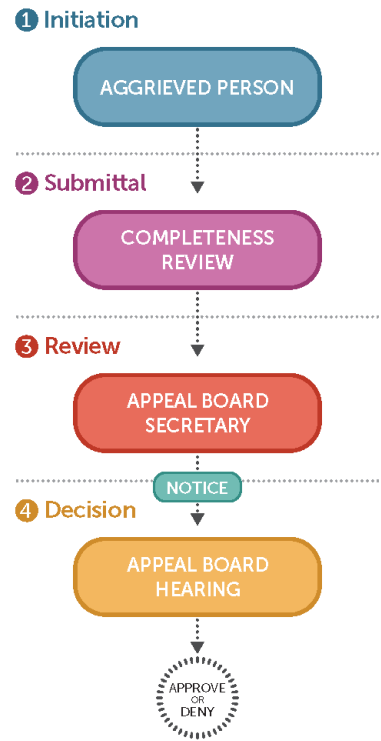 1 Initiation
AGGRIEVED PERSON
2 Submittal
COMPLETENESS
REVIEW
3 Review
APPEAL BOARD
SECRETARY
NOTICE
4 Decision
APPEAL BOARD
HEARING
APPROVE
OR
DENY